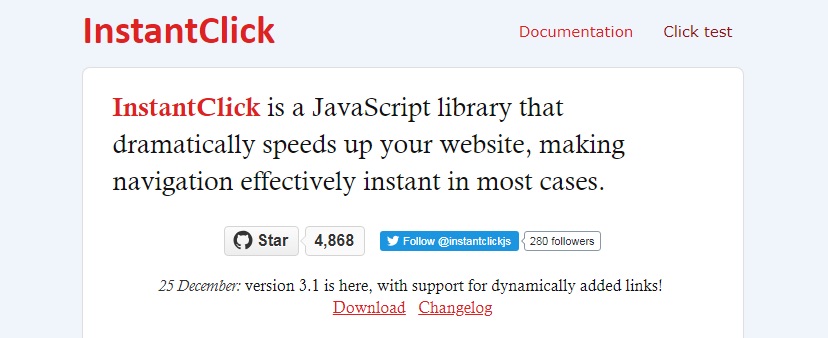 InstantClick
Documentation Click test
InstantClick is a JavaScript library that
dramatically speeds up your website, making
navigation effectively instant in most cases.
Star 4,868 Follow @instantclickjs 280 followers
25 December: version 3.1 is here, with support for dynamically added links!
Download Changelog